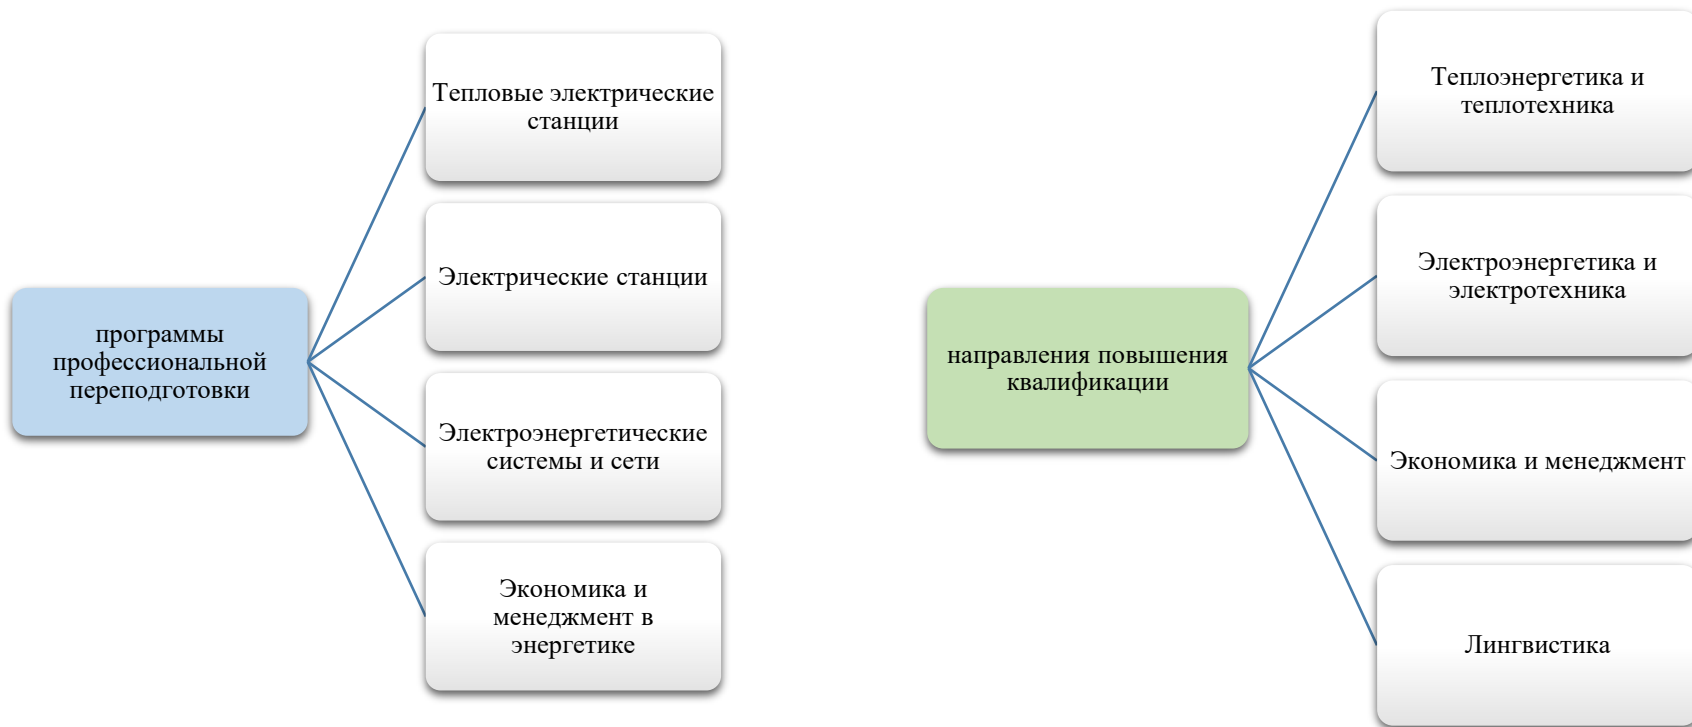 программы
профессиональной
переподготовки
Тепловые электрические
станции
Электрические станции
Электроэнергетические
системы и сети
Экономика и
менеджмент в
энергетике
направления повышения
квалификации
Теплоэнергетика и
теплотехника
Электроэнергетика и
электротехника
Экономика и менеджмент
Лингвистика